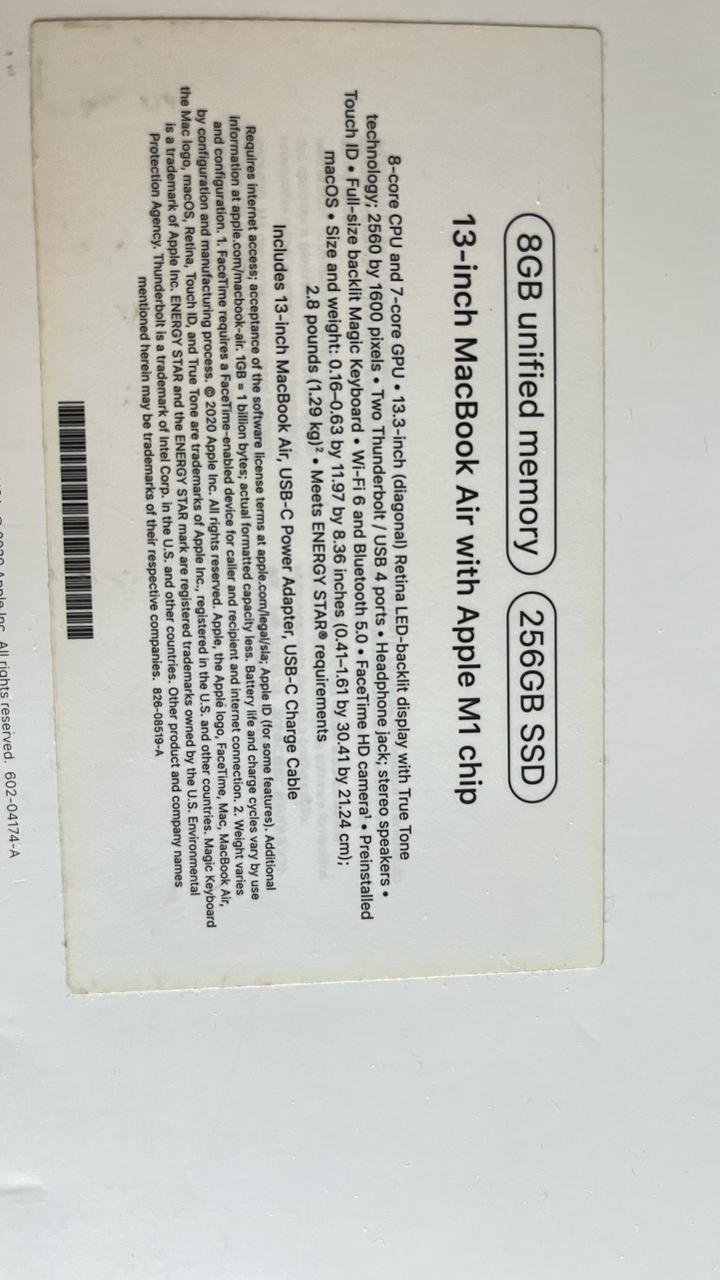 8GB unified memory 256GB SSD
13-inch MacBook Air with Apple M1 chip
8-core CPU and 7-core GPU • 13.3-inch (diagonal) Retina LED-backlit display with True Tone
technology; 2560 by 1600 pixels • Two Thunderbolt / USB 4 ports • Headphone jack; stereo speakers •
Touch ID • Full-size backlit Magic Keyboard • Wi-Fi 6 and Bluetooth 5.0 • FaceTime HD camera¹ • Preinstalled
macOS • Size and weight: 0.16–0.63 by 11.97 by 8.36 inches (0.41–1.61 by 30.41 by 21.24 cm);
2.8 pounds (1.29 kg)² • Meets ENERGY STAR® requirements
Includes 13-inch MacBook Air, USB-C Power Adapter, USB-C Charge Cable
Requires internet access; acceptance of the software license terms at apple.com/legal/sla; Apple ID (for some features). Additional
information at apple.com/macbook-air. 1GB = 1 billion bytes; actual formatted capacity less. Battery life and charge cycles vary by use
and configuration. 1. FaceTime requires a FaceTime-enabled device for caller and recipient and internet connection. 2. Weight varies
by configuration and manufacturing process. © 2020 Apple Inc. All rights reserved. Apple, the Apple logo, FaceTime, Mac, MacBook Air,
the Mac logo, macOS, Retina, Touch ID, and True Tone are trademarks of Apple Inc., registered in the U.S. and other countries. Magic Keyboard
is a trademark of Apple Inc. ENERGY STAR and the ENERGY STAR mark are registered trademarks owned by the U.S. Environmental
Protection Agency. Thunderbolt is a trademark of Intel Corp. in the U.S. and other countries. Other product and company names
mentioned herein may be trademarks of their respective companies. 826-08519-A
2020 Apple Inc. All rights reserved. 602-04174-A